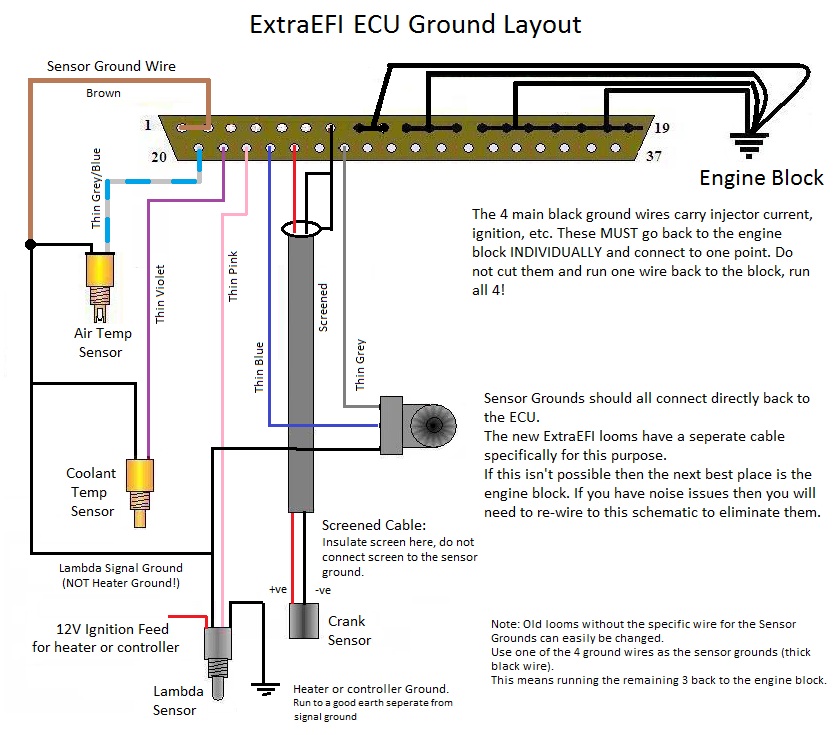 ExtraEFI ECU Ground Layout
Sensor Ground Wire
Brown
1
19
20
37
Engine Block
Thin Grey/Blue
The 4 main black ground wires carry injector current,
ignition, etc. These MUST go back to the engine
block INDIVIDUALLY and connect to one point. Do
not cut them and run one wire back to the block, run
all 4!
Thin Violet
Thin Pink
Screened
Thin Blue
Thin Grey
Air Temp
Sensor
Sensor Grounds should all connect directly back to
the ECU.
The new ExtraEFI looms have a seperate cable
specifically for this purpose.
If this isn't possible then the next best place is the
engine block. If you have noise issues then you will
need to re-wire to this schematic to eliminate them.
Coolant
Temp
Sensor
Screened Cable:
Insulate screen here, do not
connect screen to the sensor
ground.
Lambda Signal Ground
(NOT Heater Ground!)
+ve
-ve
Crank
Sensor
12V Ignition Feed
for heater or controller
Note: Old looms without the specific wire for the Sensor
Grounds can easily be changed.
Use one of the 4 ground wires as the sensor grounds (thick
black wire).
This means running the remaining 3 back to the engine block.
Lambda
Sensor
Heater or controller Ground.
Run to a good earth seperate from
signal ground